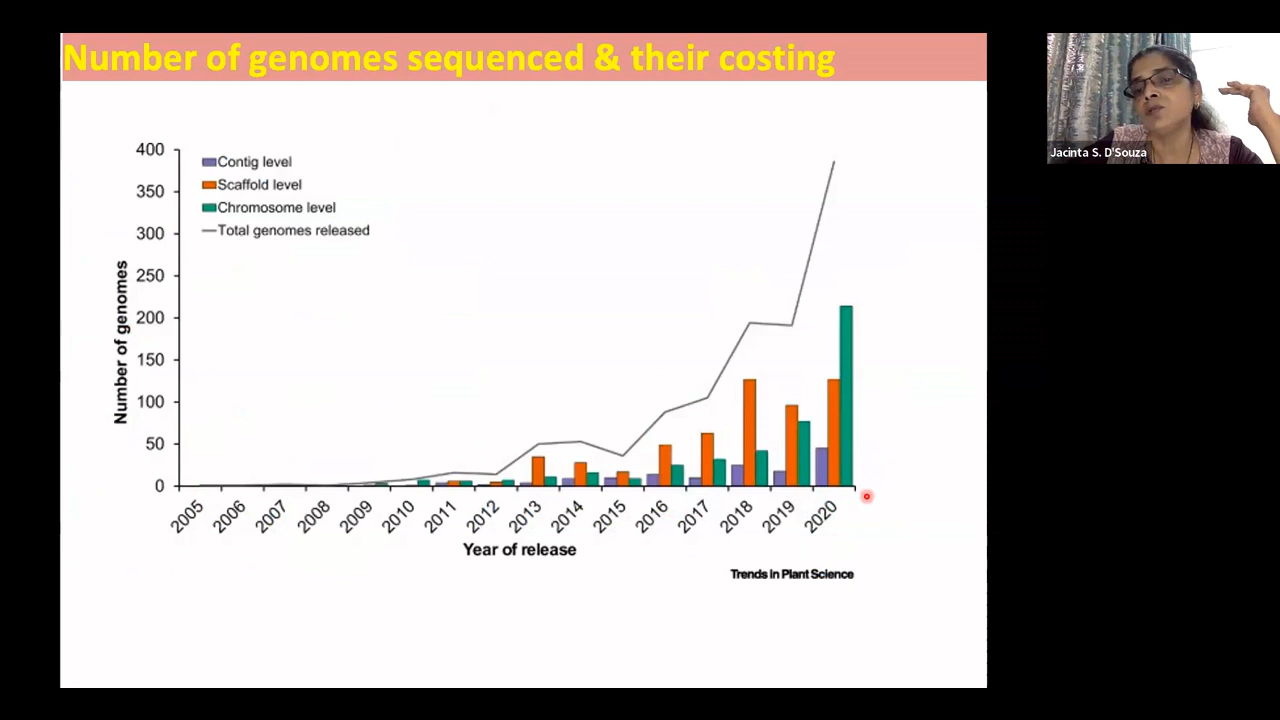 Number of genomes sequenced & their costing
Jacinta S. D'Souza
400
350
300
250
200
150
100
50
0
Number of genomes
Contig level
Scaffold level
Chromosome level
Total genomes released
2005
2006
2007
2008
2009
2010
2011
2012
2013
2014
2015
2016
2017
2018
2019
2020
Year of release
Trends in Plant Science